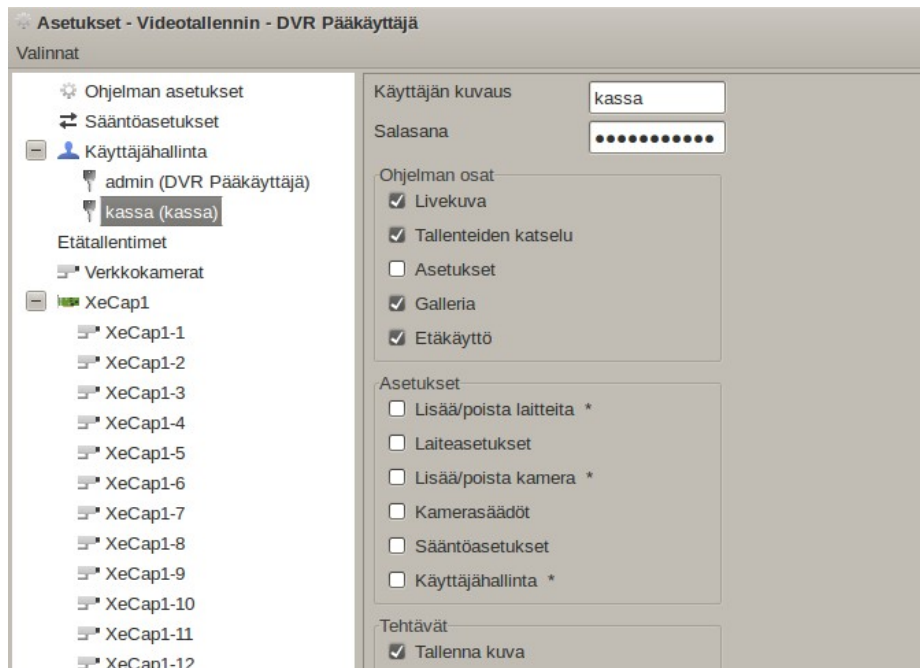 Asetukset - Videotallennin - DVR Pääkäyttäjä
Valinnat
Ohjelman asetukset
Sääntöasetukset
Käyttäjähallinta
admin (DVR Pääkäyttäjä)
kassa (kassa)
Etätallentimet
Verkkokamerat
XeCap1
XeCap1-1
XeCap1-2
XeCap1-3
XeCap1-4
XeCap1-5
XeCap1-6
XeCap1-7
XeCap1-8
XeCap1-9
XeCap1-10
XeCap1-11
XeCap1-12
Käyttäjän kuvaus kassa
Salasana ●●●●●●●●●●●
Ohjelman osat
Livekuva
Tallenteiden katselu
Asetukset
Galleria
Etäkäyttö
Asetukset
Lisää/poista laitteita *
Laiteasetukset
Lisää/poista kamera *
Kamerasäädöt
Sääntöasetukset
Käyttäjähallinta *
Tehtävät
Tallenna kuva